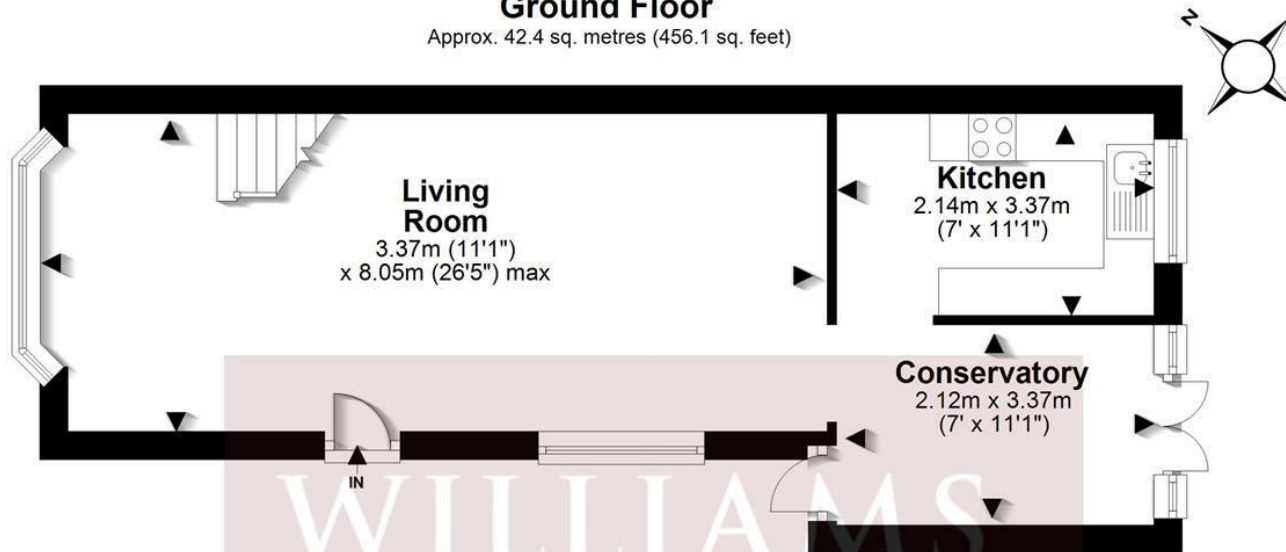 Ground Floor
Approx. 42.4 sq. metres (456.1 sq. feet)
N
Living
Room
3.37m (11'1")
x 8.05m (26'5") max
Kitchen
2.14m x 3.37m
(7' x 11'1")
Conservatory
2.12m x 3.37m
(7' x 11'1")
IN
WILLIAMS